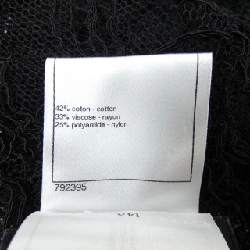 42% coton - cotton
33% viscose - rayon
25% polyamide - nylon
792395